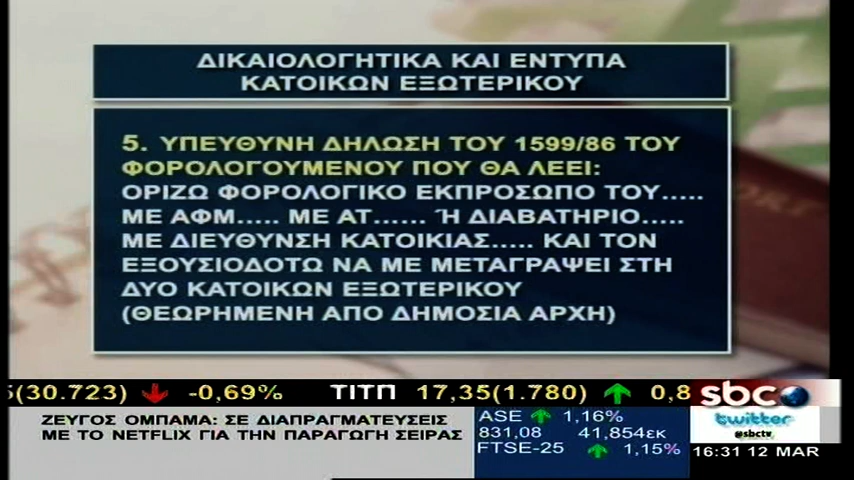 ΔΙΚΑΙΟΛΟΓΗΤΙΚΑ ΚΑΙ ΕΝΤΥΠΑ
ΚΑΤΟΙΚΩΝ ΕΞΩΤΕΡΙΚΟΥ
5. ΥΠΕΥΘΥΝΗ ΔΗΛΩΣΗ ΤΟΥ 1599/86 ΤΟΥ
ΦΟΡΟΛΟΓΟΥΜΕΝΟΥ ΠΟΥ ΘΑ ΛΕΕΙ:
ΟΡΙΖΩ ΦΟΡΟΛΟΓΙΚΟ ΕΚΠΡΟΣΩΠΟ ΤΟΥ.....
ΜΕ ΑΦΜ..... ΜΕ ΑΤ...... Ή ΔΙΑΒΑΤΗΡΙΟ.....
ΜΕ ΔΙΕΥΘΥΝΣΗ ΚΑΤΟΙΚΙΑΣ..... ΚΑΙ ΤΟΝ
ΕΞΟΥΣΙΟΔΟΤΩ ΝΑ ΜΕ ΜΕΤΑΓΡΑΨΕΙ ΣΤΗ
ΔΥΟ ΚΑΤΟΙΚΩΝ ΕΞΩΤΕΡΙΚΟΥ
(ΘΕΩΡΗΜΕΝΗ ΑΠΟ ΔΗΜΟΣΙΑ ΑΡΧΗ)
5(30.723) -0,69% ΤΙΤΠ 17,35(1.780) 0,8
sbc
ΖΕΥΓΟΣ ΟΜΠΑΜΑ: ΣΕ ΔΙΑΠΡΑΓΜΑΤΕΥΣΕΙΣ
ΜΕ ΤΟ NETFLIX ΓΙΑ ΤΗΝ ΠΑΡΑΓΩΓΗ ΣΕΙΡΑΣ
ASE 1,16%
831,08 41,854εκ
FTSE-25 1,15%
twitter
@sbctv
16:31 12 MAR